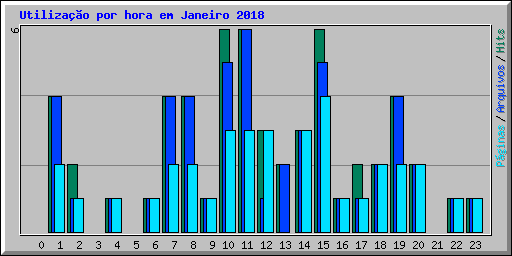 Utilização por hora em Janeiro 2018
6
Páginas / Arquivos / Hits
0 1 2 3 4 5 6 7 8 9 10 11 12 13 14 15 16 17 18 19 20 21 22 23